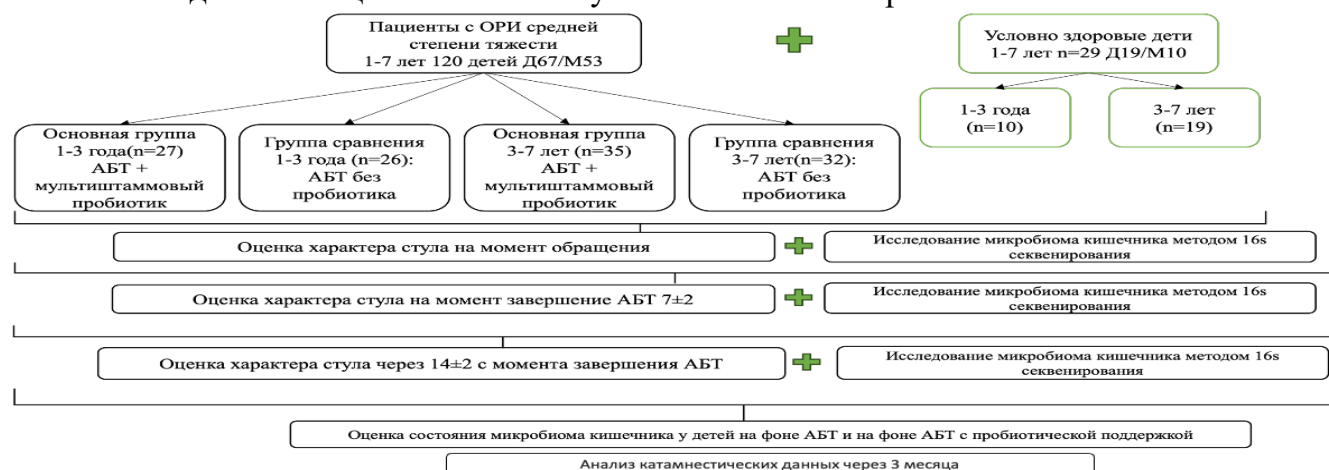 Пациенты с ОРИ средней
степени тяжести
1-7 лет 120 детей Д67/М53
Условно здоровые дети
1-7 лет n=29 Д19/М10
1-3 года
(n=10)
3-7 лет
(n=19)
Основная группа
1-3 года(n=27)
АБТ +
мультиштаммовый
пробиотик
Группа сравнения
1-3 года (n=26):
АБТ без
пробиотика
Основная группа
3-7 лет (n=35)
АБТ +
мультиштаммовый
пробиотик
Группа сравнения
3-7 лет(n=32):
АБТ без
пробиотика
Оценка характера стула на момент обращения
Исследование микробиома кишечника методом 16s
секвенирования
Оценка характера стула на момент завершение АБТ 7±2
Исследование микробиома кишечника методом 16s
секвенирования
Оценка характера стула через 14±2 с момента завершения АБТ
Исследование микробиома кишечника методом 16s
секвенирования
Оценка состояния микробиома кишечника у детей на фоне АБТ и на фоне АБТ с пробиотической поддержкой
Анализ катамнестических данных через 3 месяца